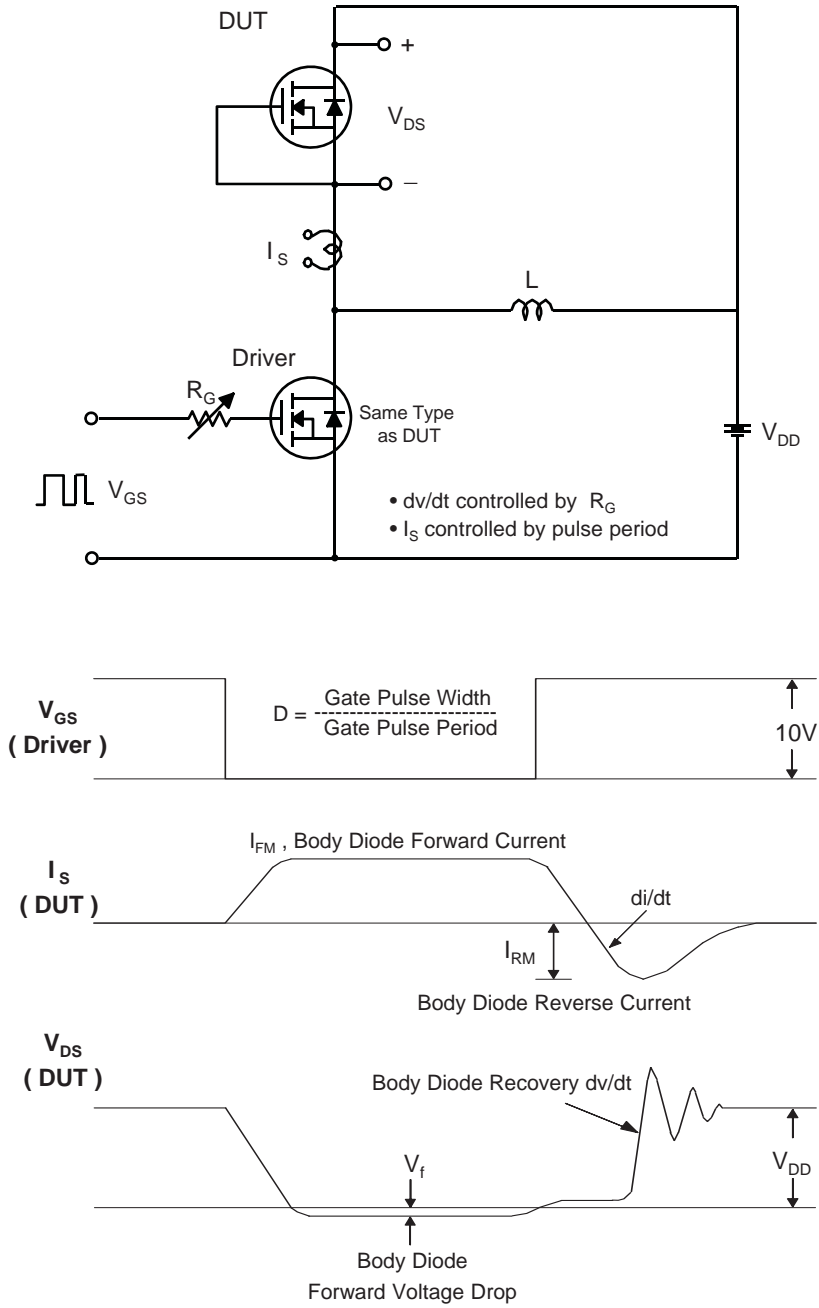 DUT
+
V_DS
–
I_S
L
Driver
R_G
Same Type
as DUT
V_DD
V_GS
• dv/dt controlled by R_G
• I_S controlled by pulse period
V_GS
( Driver )
D = Gate Pulse Width
Gate Pulse Period
10V
I_FM , Body Diode Forward Current
I_S
( DUT )
di/dt
I_RM
Body Diode Reverse Current
V_DS
( DUT )
Body Diode Recovery dv/dt
V_f
V_DD
Body Diode
Forward Voltage Drop